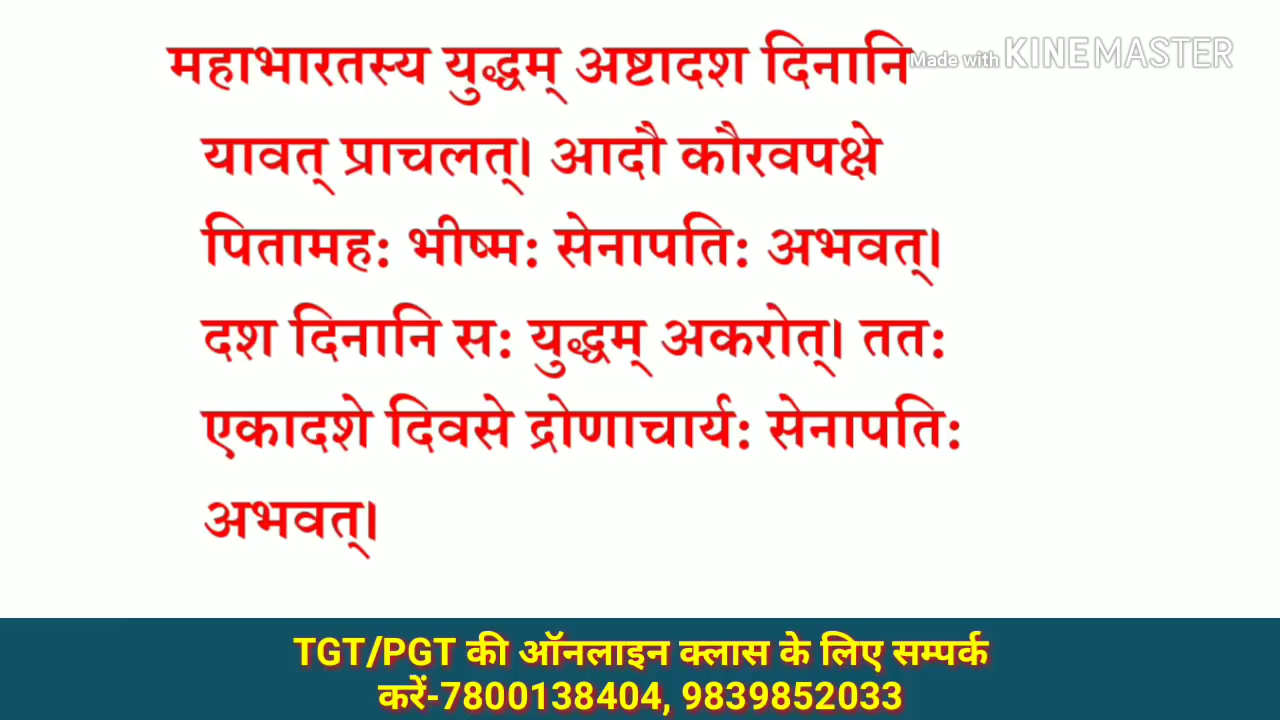 महाभारतस्य युद्धम् अष्टादश दिनानि
Made with KINEMASTER
यावत् प्राचलत्। आदौ कौरवपक्षे
पितामहः भीष्मः सेनापतिः अभवत्।
दश दिनानि सः युद्धम् अकरोत्। ततः
एकादशे दिवसे द्रोणाचार्यः सेनापतिः
अभवत्।
TGT/PGT की ऑनलाइन क्लास के लिए सम्पर्क
करें-7800138404, 9839852033